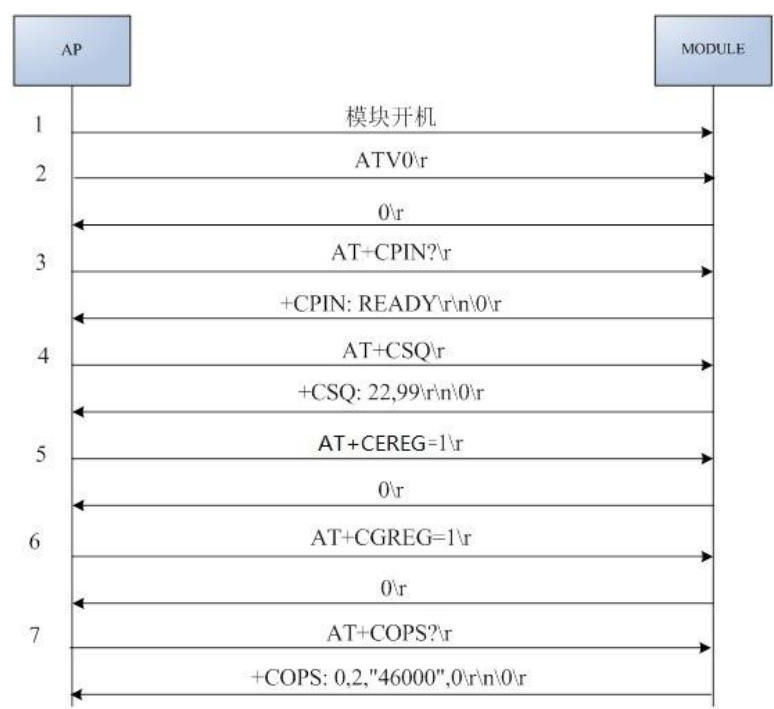 AP
MODULE
1
模块开机
2
ATV0\r
0\r
3
AT+CPIN?\r
+CPIN: READY\r\n\0\r
4
AT+CSQ\r
+CSQ: 22,99\r\n\0\r
5
AT+CEREG=1\r
0\r
6
AT+CGREG=1\r
0\r
7
AT+COPS?\r
+COPS: 0,2,"46000",0\r\n\0\r